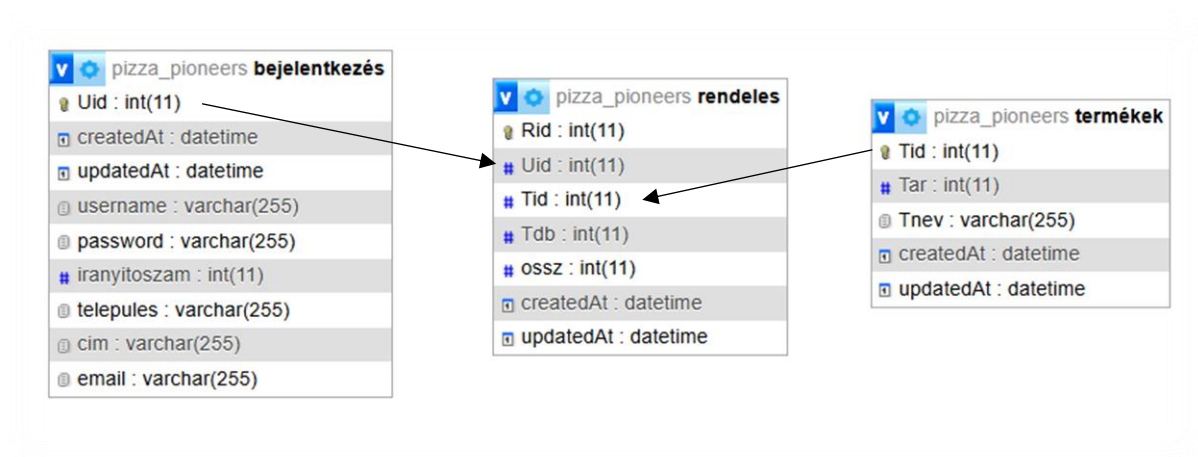 pizza_pioneers bejelentkezés
Uid : int(11)
createdAt : datetime
updatedAt : datetime
username : varchar(255)
password : varchar(255)
iranyitoszam : int(11)
telepules : varchar(255)
cim : varchar(255)
email : varchar(255)
pizza_pioneers rendeles
Rid : int(11)
Uid : int(11)
Tid : int(11)
Tdb : int(11)
ossz : int(11)
createdAt : datetime
updatedAt : datetime
pizza_pioneers termékek
Tid : int(11)
Tar : int(11)
Tnev : varchar(255)
createdAt : datetime
updatedAt : datetime